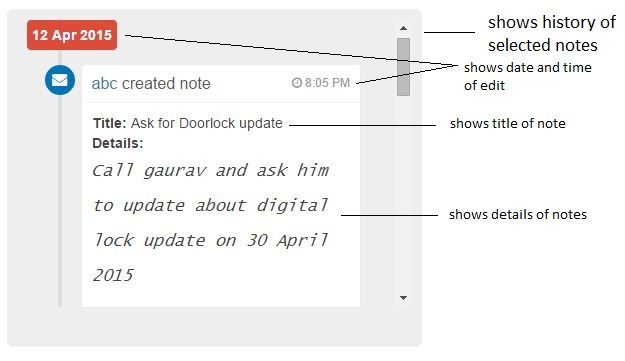 12 Apr 2015
shows history of
selected notes
abc created note
8:05 PM
shows date and time
of edit
Title: Ask for Doorlock update
shows title of note
Details:
Call gaurav and ask him
to update about digital
lock update on 30 April
2015
shows details of notes